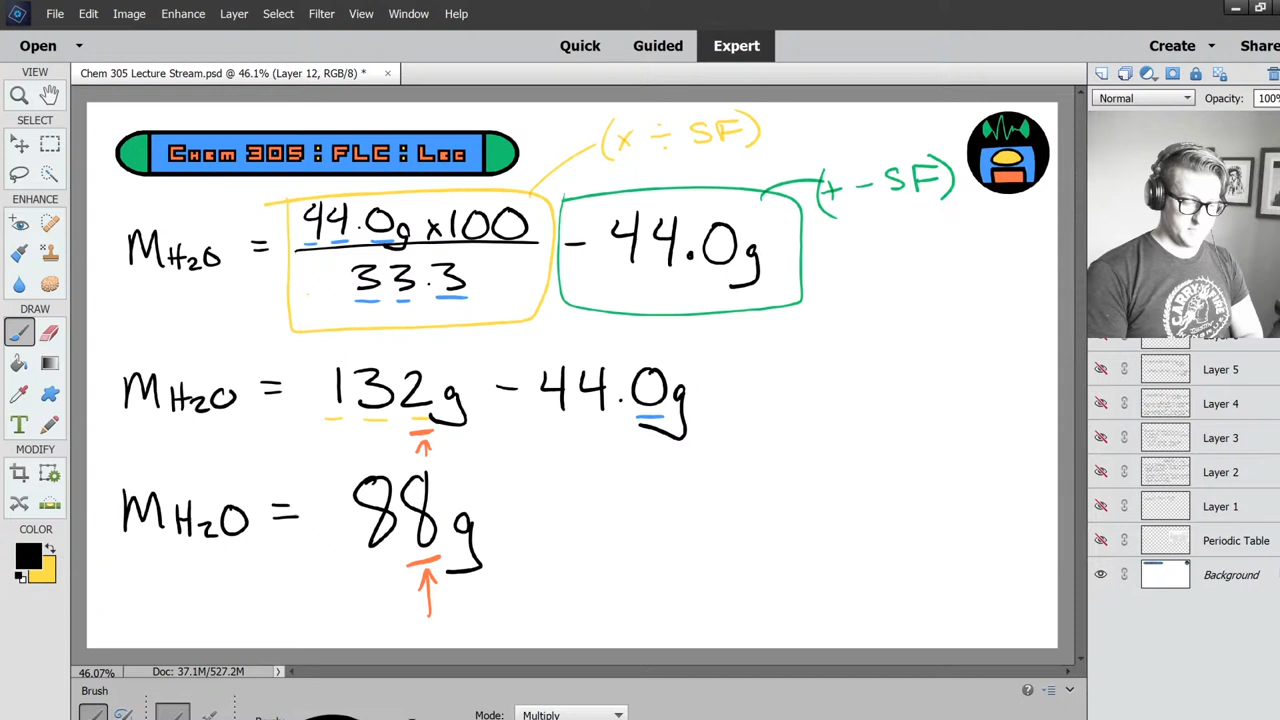 File Edit Image Enhance Layer Select Filter View Window Help
Open Quick Guided Expert Create Share
Chem 305 Lecture Stream.psd @ 46.1% (Layer 12, RGB/8) * ×
VIEW
SELECT
ENHANCE
DRAW
MODIFY
COLOR
Normal Opacity: 100%
Chem 305 : FLC : Lec
(x ÷ SF)
(+ - SF)
MH2O = 44.0g x100 / 33.3 - 44.0g
MH2O = 132g - 44.0g
MH2O = 88g
CARRY THE FIRE
Layer 5
Layer 4
Layer 3
Layer 2
Layer 1
Periodic Table
Background
46.07% Doc: 37.1M/527.2M
Brush
Mode: Multiply